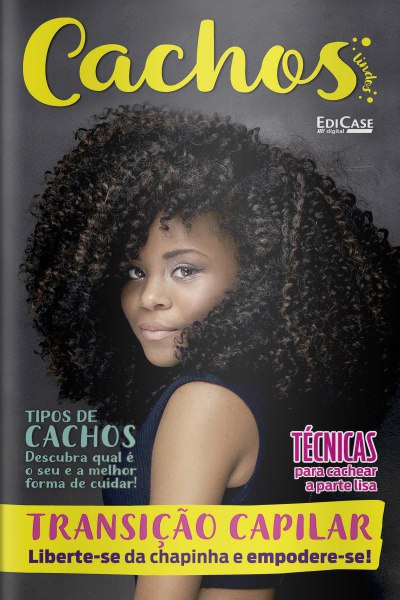 Cachos
lindos
EDICASE
digital
TIPOS DE
CACHOS
Descubra qual é
o seu e a melhor
forma de cuidar!
TÉCNICAS
para cachear
a parte lisa
TRANSIÇÃO CAPILAR
Liberte-se da chapinha e empodere-se!